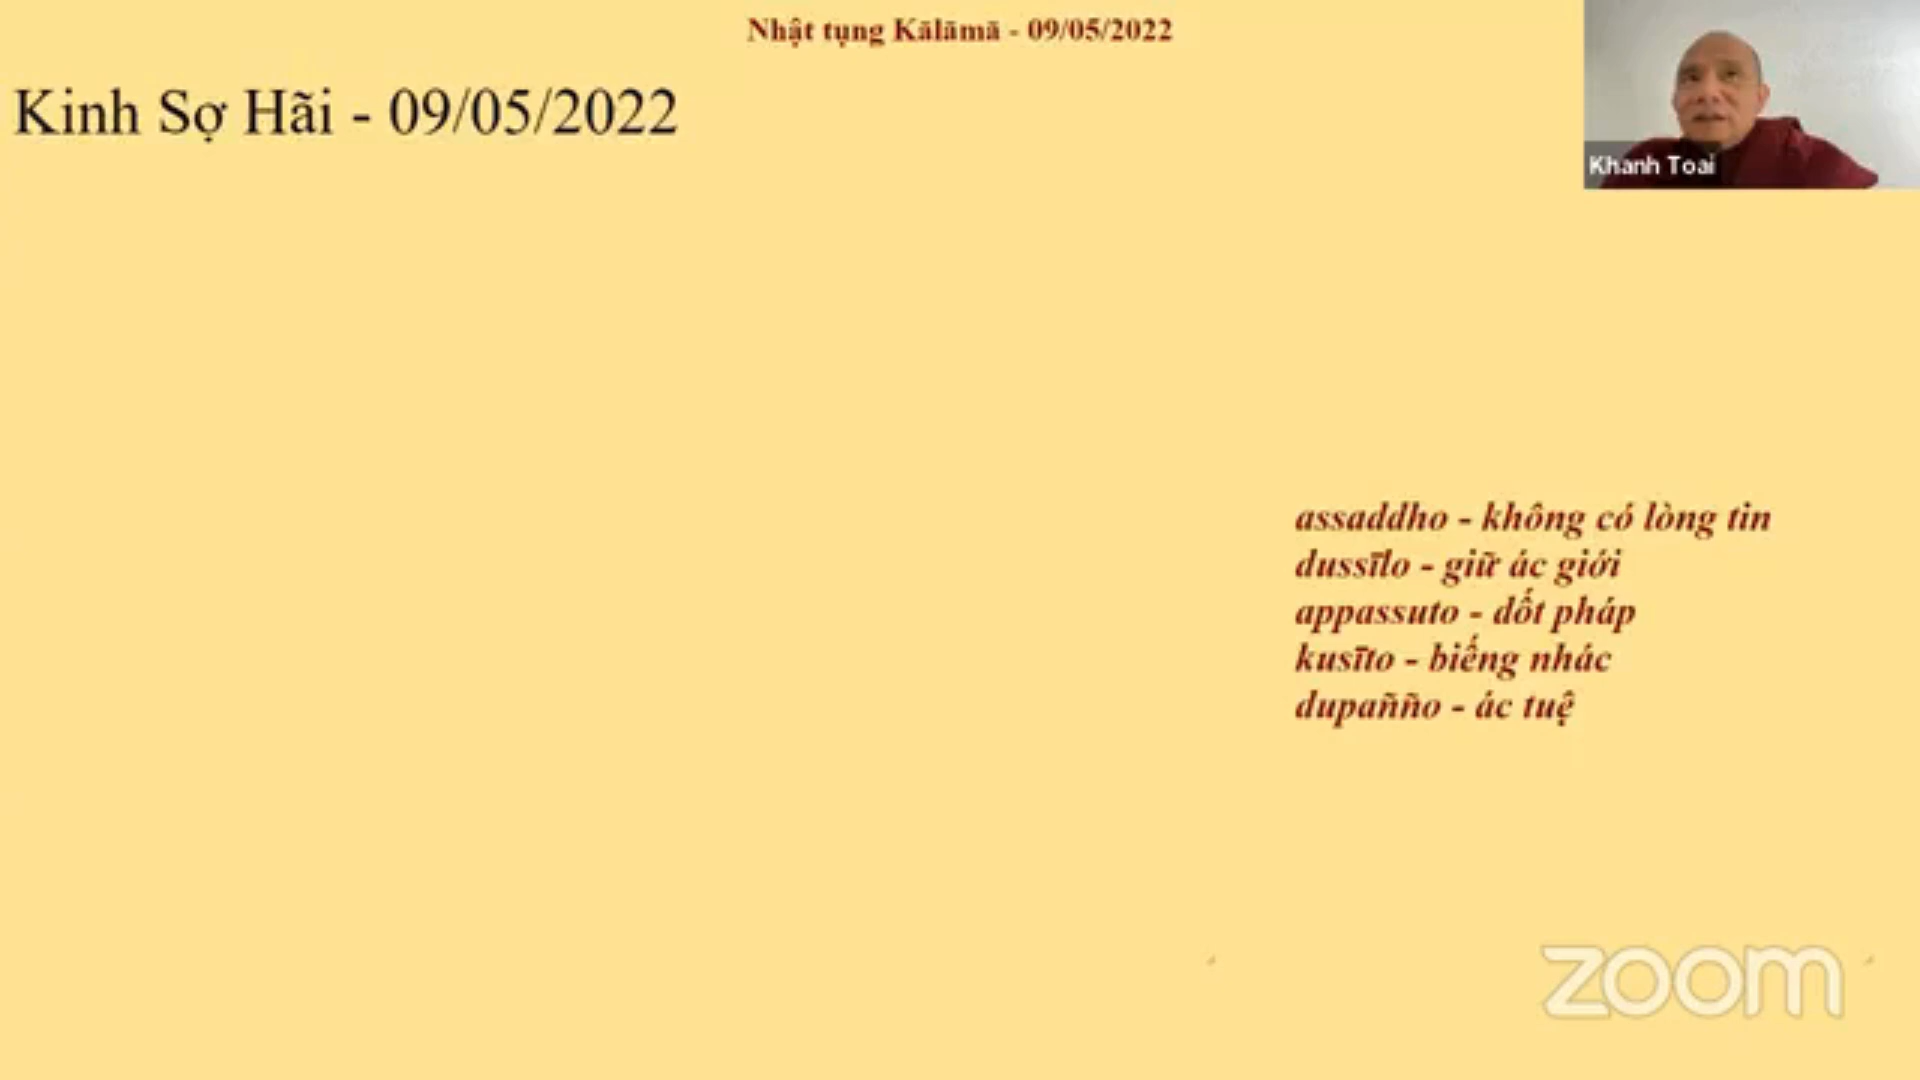 Nhật tụng Kālāmā - 09/05/2022
Kinh Sợ Hãi - 09/05/2022
Khanh Toai
assaddho - không có lòng tin
dussīlo - giữ ác giới
appassuto - dốt pháp
kusīto - biếng nhác
dupañño - ác tuệ
zoom